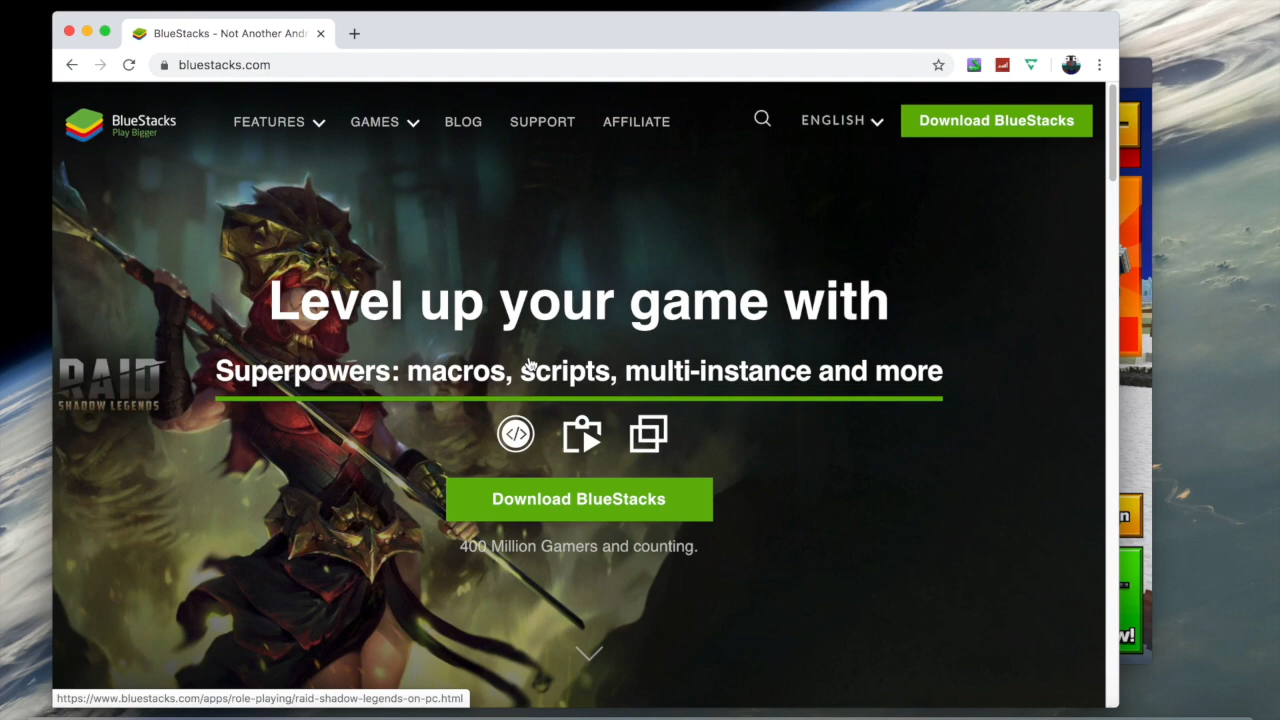 BlueStacks - Not Another Andr
bluestacks.com
BlueStacks
Play Bigger
FEATURES
GAMES
BLOG
SUPPORT
AFFILIATE
ENGLISH
Download BlueStacks
Level up your game with
RAID
SHADOW LEGENDS
Superpowers: macros, scripts, multi-instance and more
Download BlueStacks
400 Million Gamers and counting.
n
w!
https://www.bluestacks.com/apps/role-playing/raid-shadow-legends-on-pc.html